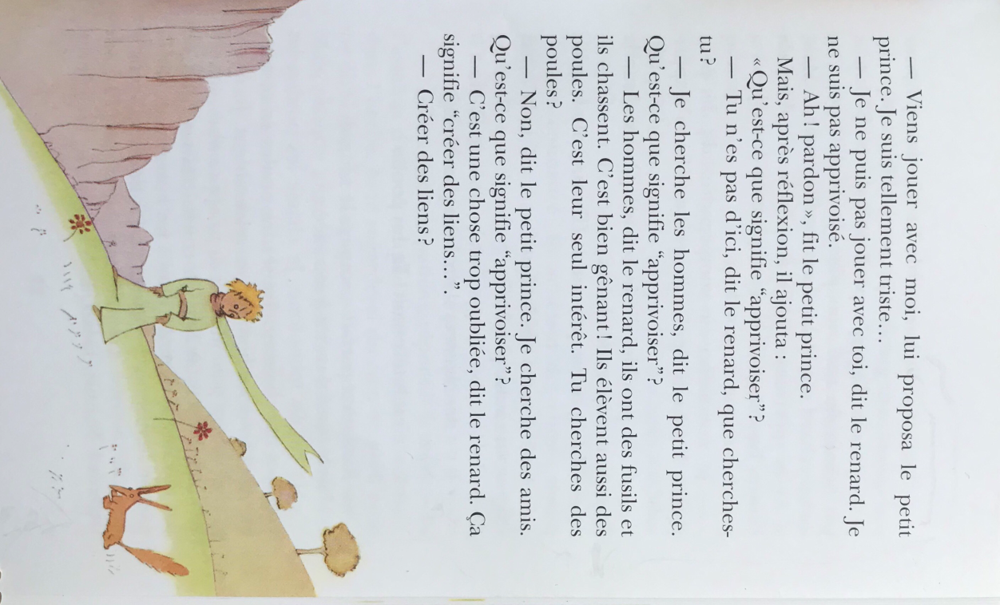 — Viens jouer avec moi, lui proposa le petit
prince. Je suis tellement triste...
— Je ne puis pas jouer avec toi, dit le renard. Je
ne suis pas apprivoisé.
— Ah! pardon », fit le petit prince.
Mais, après réflexion, il ajouta :
« Qu'est-ce que signifie “apprivoiser”?
— Tu n'es pas d'ici, dit le renard, que cherches-
tu?
— Je cherche les hommes, dit le petit prince.
Qu'est-ce que signifie “apprivoiser”?
— Les hommes, dit le renard, ils ont des fusils et
ils chassent. C'est bien gênant! Ils élèvent aussi des
poules. C'est leur seul intérêt. Tu cherches des
poules?
— Non, dit le petit prince. Je cherche des amis.
Qu'est-ce que signifie “apprivoiser”?
— C'est une chose trop oubliée, dit le renard. Ça
signifie “créer des liens...”.
— Créer des liens?